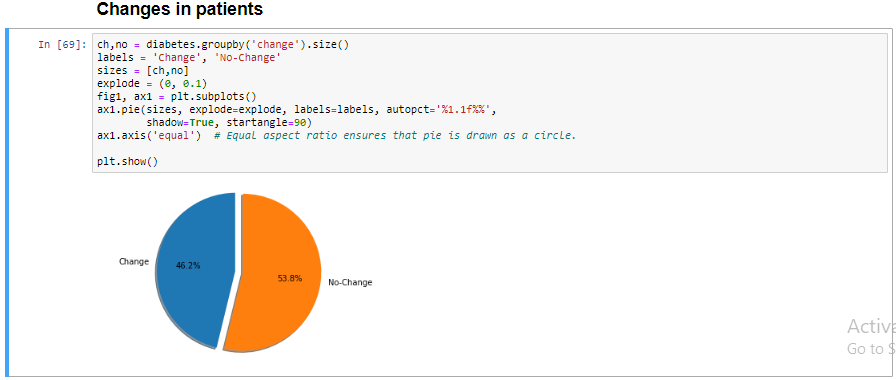 Changes in patients
In [69]: ch,no = diabetes.groupby('change').size()
labels = 'Change', 'No-Change'
sizes = [ch,no]
explode = (0, 0.1)
fig1, ax1 = plt.subplots()
ax1.pie(sizes, explode=explode, labels=labels, autopct='%1.1f%%',
shadow=True, startangle=90)
ax1.axis('equal')  # Equal aspect ratio ensures that pie is drawn as a circle.
plt.show()
Change
46.2%
53.8%
No-Change
Activa
Go to S